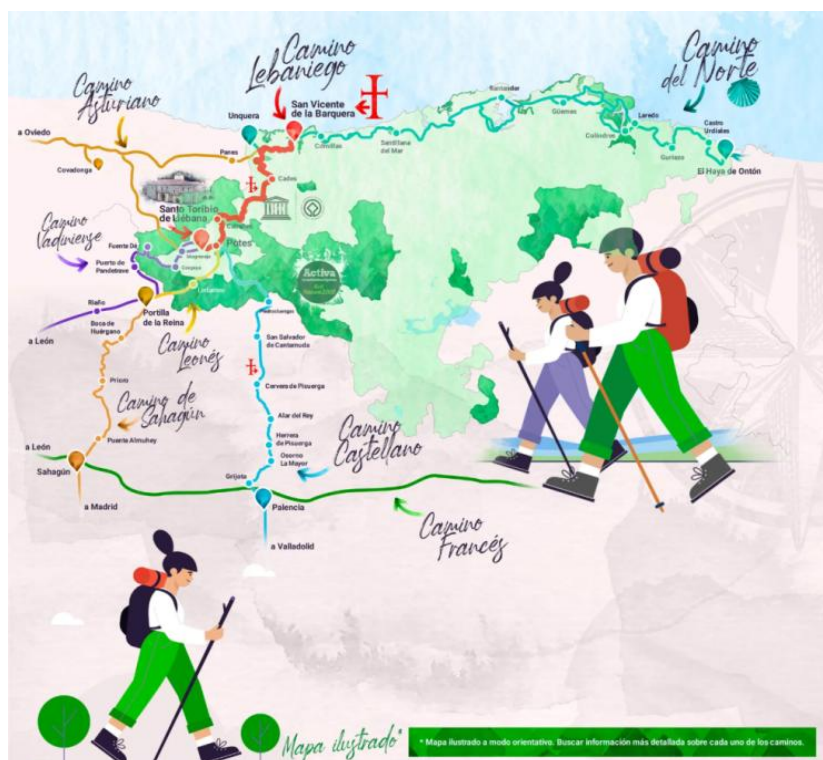 Camino
Lebaniego
Camino
del Norte
Camino
Asturiano
San Vicente
de la Barquera
Unquera
Santander
Güemes
Laredo
Castro
Urdiales
a Oviedo
Comillas
Santillana
del Mar
Colindres
Guriezo
El Haya de Ontón
Panes
Covadonga
Cades
Santo Toribio
de Liébana
Camino
Vadiniense
Potes
Fuente Dé
Mogrovejo
Espinama
Puerto de
Pandetrave
Activa
Riaño
Portilla
de la Reina
Boca de
Huérgano
a León
Camino
Leonés
San Salvador
de Cantamuda
Prioro
Cervera de Pisuerga
Camino de
Sahagún
Alar del Rey
Puente Almuhey
Herrera
de Pisuerga
Camino
Castellano
Osorno
La Mayor
a León
Sahagún
Grijota
a Madrid
Palencia
Camino
Francés
a Valladolid
Mapa ilustrado*
* Mapa ilustrado a modo orientativo. Buscar información más detallada sobre cada uno de los caminos.